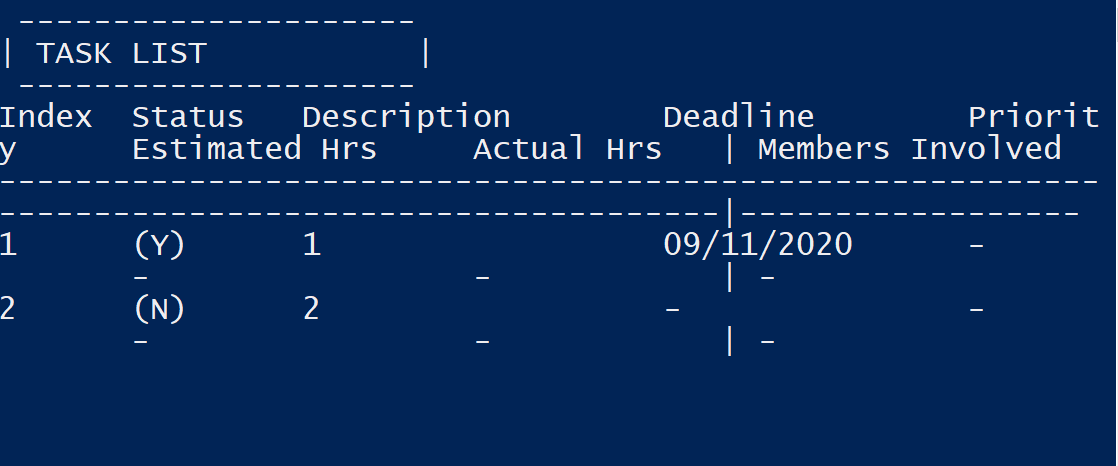 ---------------------
| TASK LIST           |
---------------------
Index  Status   Description        Deadline        Priorit
y      Estimated Hrs     Actual Hrs   | Members Involved
----------------------------------------------------------
--------------------------------------|------------------
1      (Y)      1                  09/11/2020      -
       -                 -            | -
2      (N)      2                  -               -
       -                 -            | -